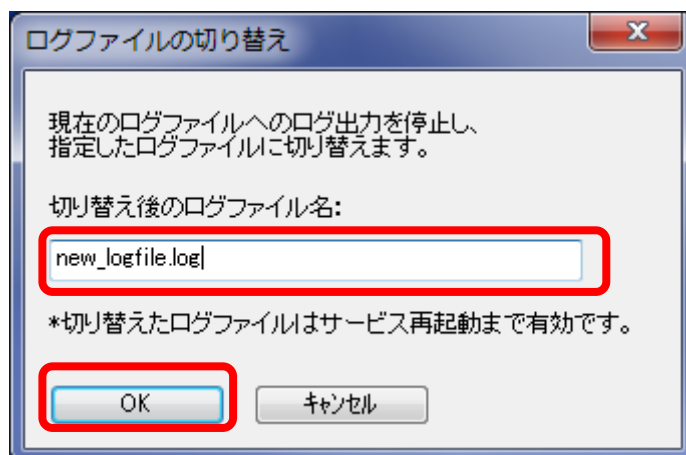 ログファイルの切り替え
現在のログファイルへのログ出力を停止し、
指定したログファイルに切り替えます。
切り替え後のログファイル名:
new_logfile.log
*切り替えたログファイルはサービス再起動まで有効です。
OK キャンセル